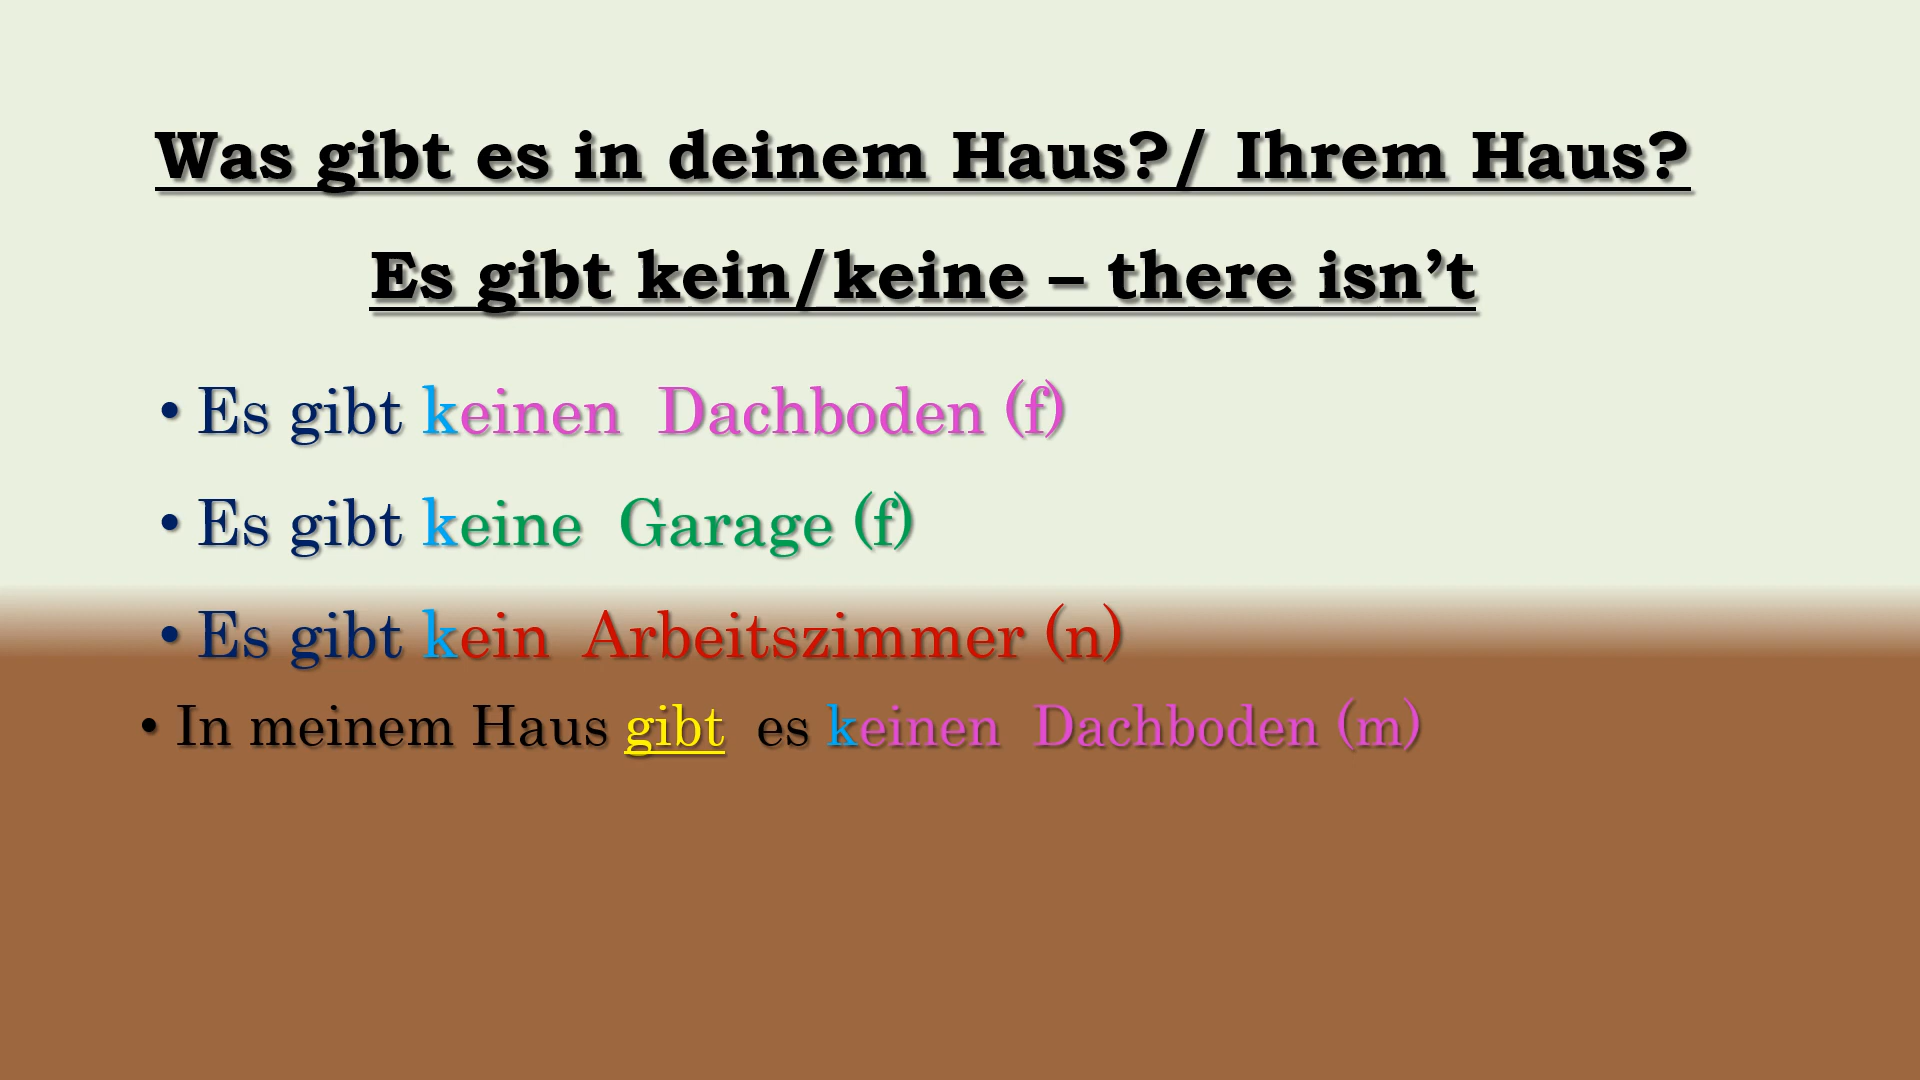 Was gibt es in deinem Haus?/ Ihrem Haus?
Es gibt kein/keine – there isn’t
• Es gibt keinen Dachboden (f)
• Es gibt keine Garage (f)
• Es gibt kein Arbeitszimmer (n)
• In meinem Haus gibt es keinen Dachboden (m)